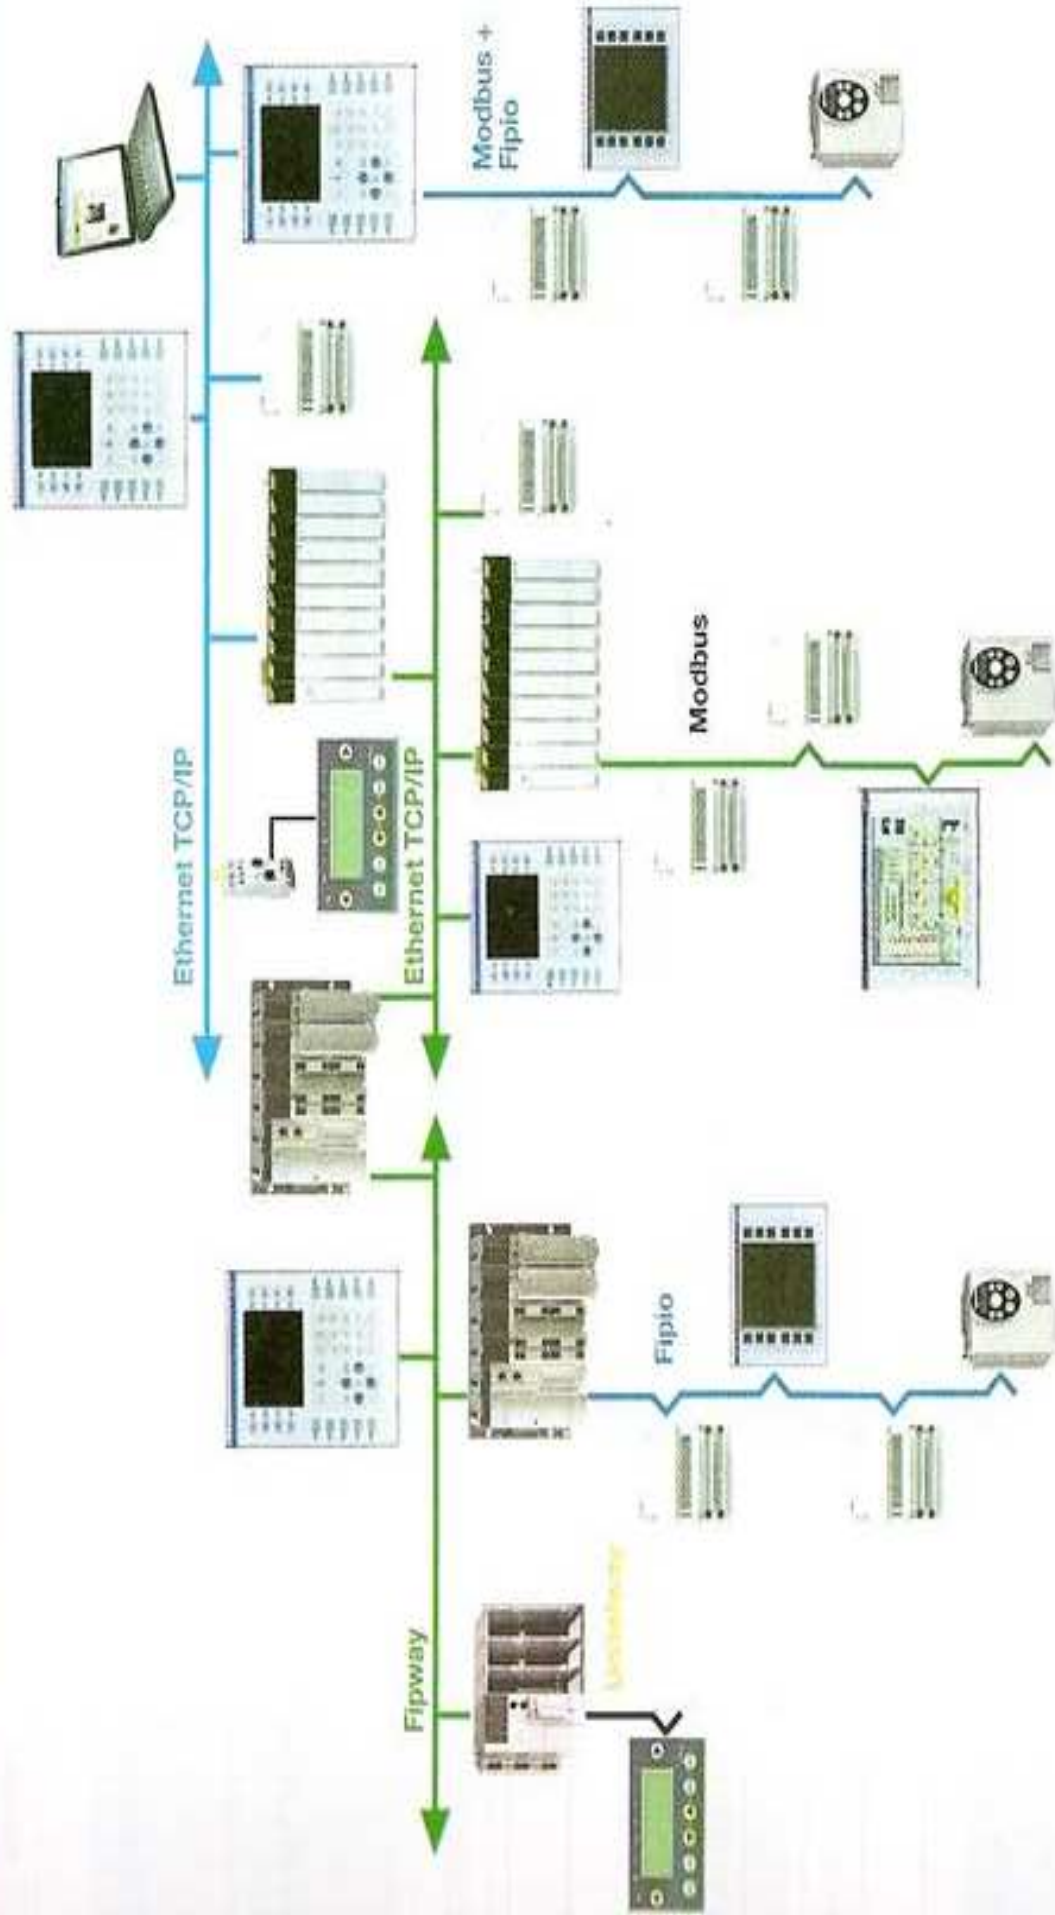 Ethernet TCP/IP
Ethernet TCP/IP
Fipway
Modbus +
Fipio
Modbus
Fipio